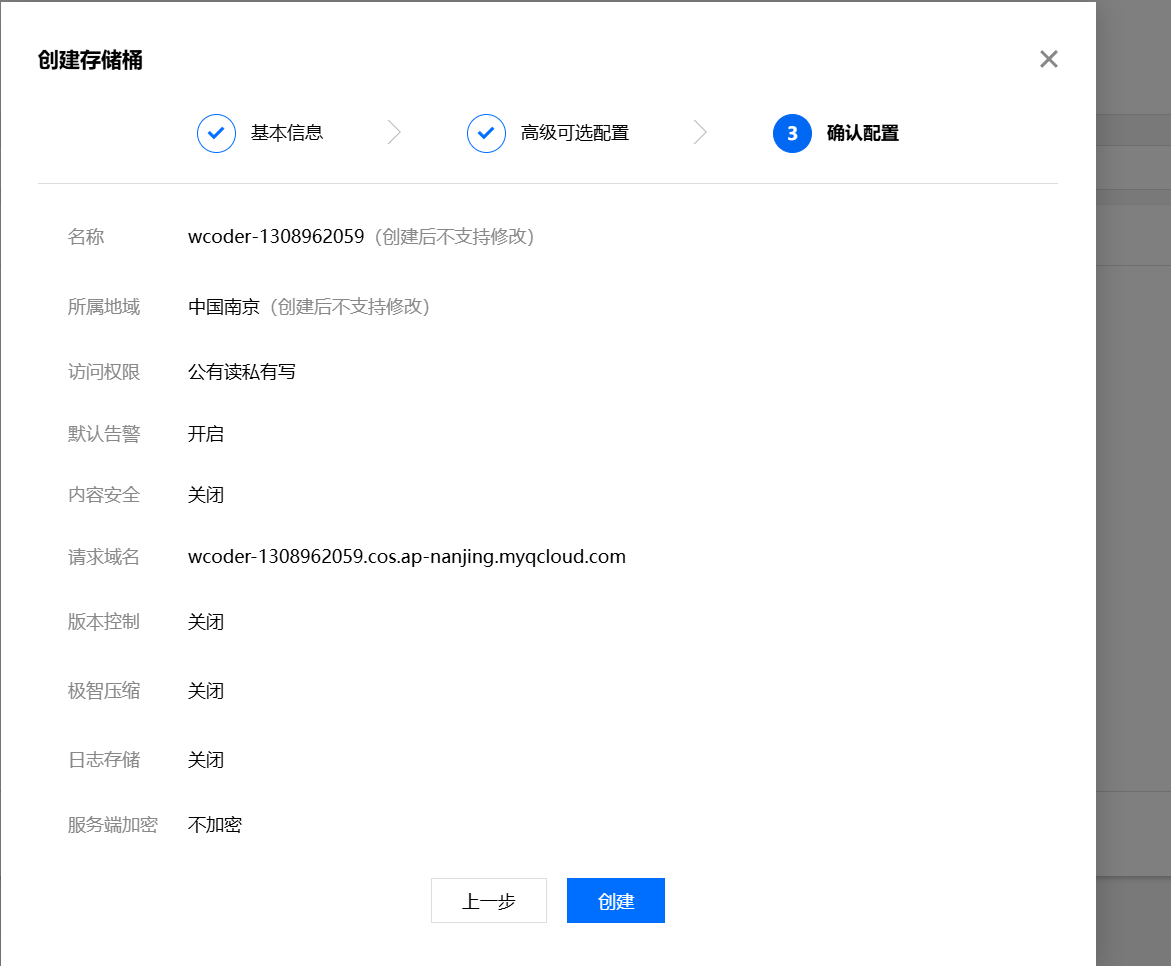 创建存储桶
基本信息
高级可选配置
3 确认配置
名称 wcoder-1308962059（创建后不支持修改）
所属地域 中国南京（创建后不支持修改）
访问权限 公有读私有写
默认告警 开启
内容安全 关闭
请求域名 wcoder-1308962059.cos.ap-nanjing.myqcloud.com
版本控制 关闭
极智压缩 关闭
日志存储 关闭
服务端加密 不加密
上一步 创建